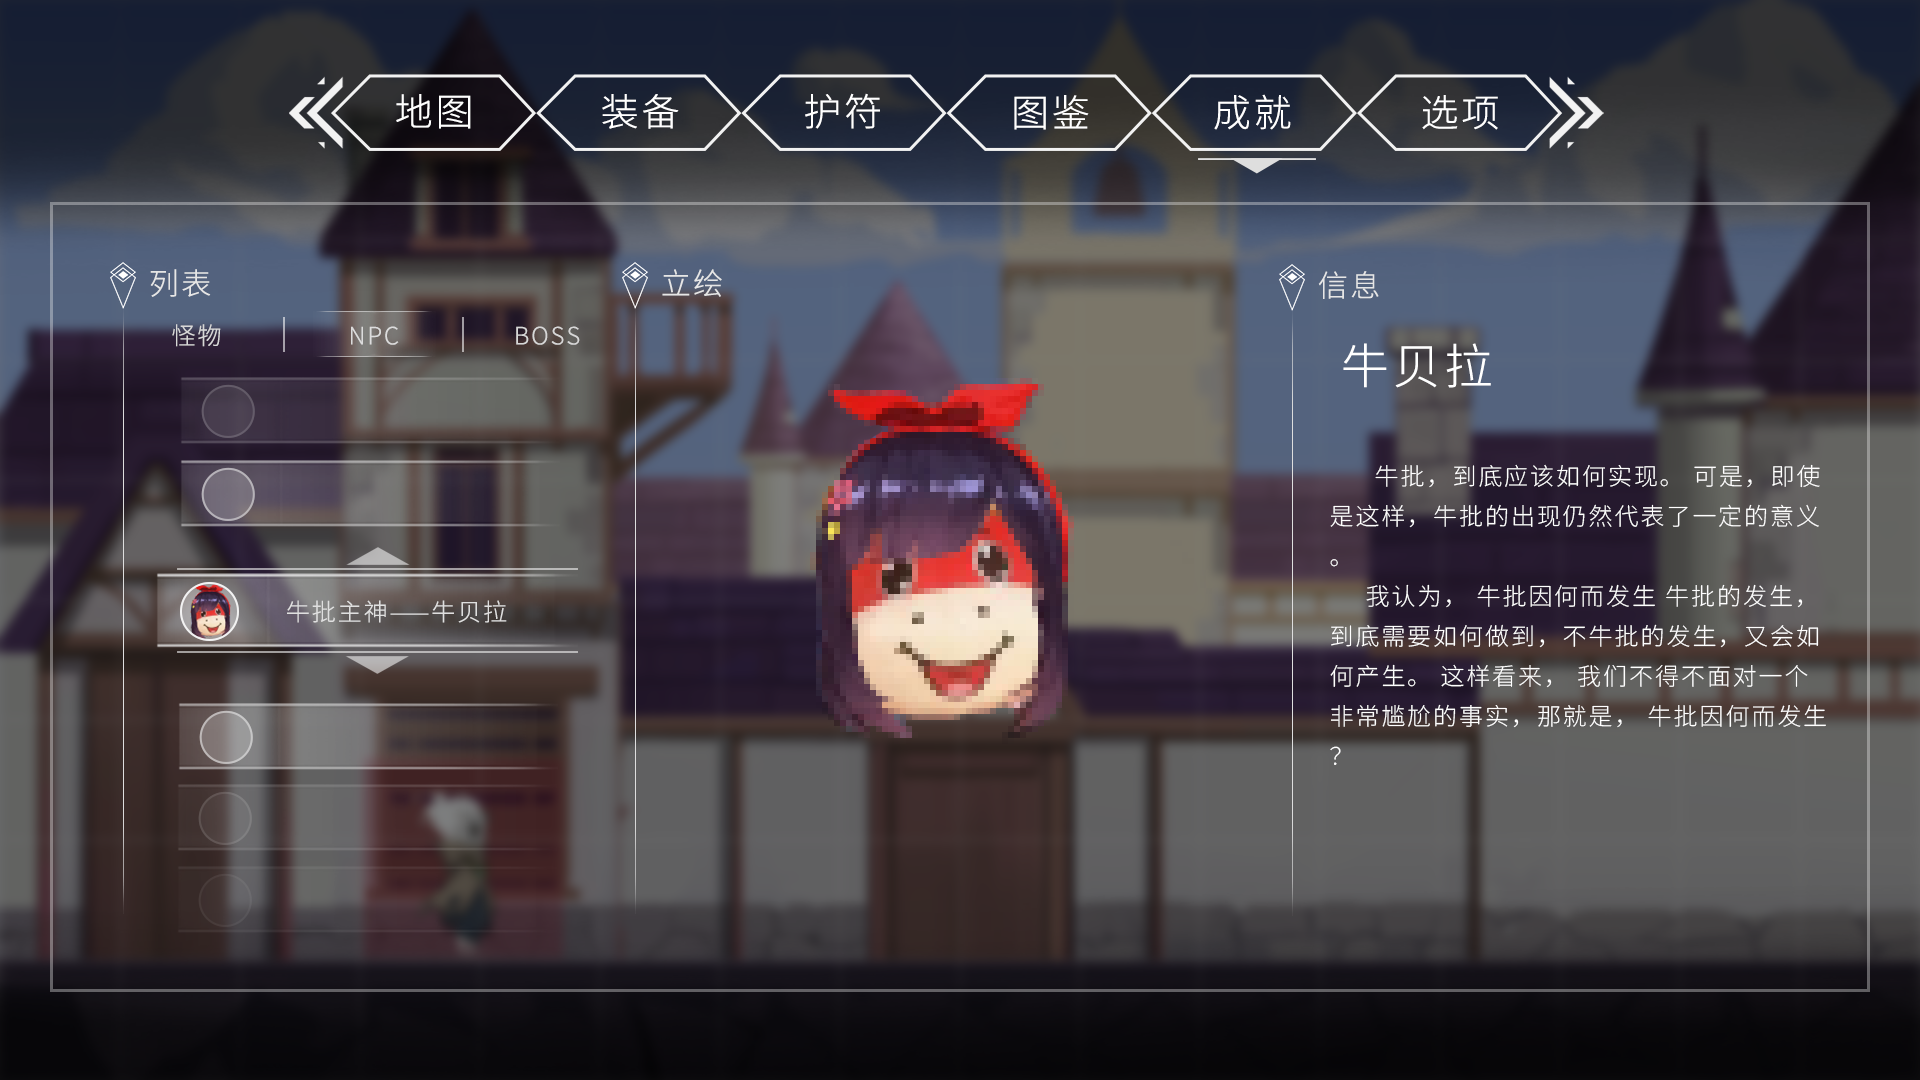 地图
装备
护符
图鉴
成就
选项
列表
怪物
NPC
BOSS
牛批主神——牛贝拉
立绘
信息
牛贝拉
牛批，到底应该如何实现。 可是，即使
是这样，牛批的出现仍然代表了一定的意义
。
我认为， 牛批因何而发生 牛批的发生，
到底需要如何做到，不牛批的发生，又会如
何产生。 这样看来， 我们不得不面对一个
非常尴尬的事实，那就是， 牛批因何而发生
？